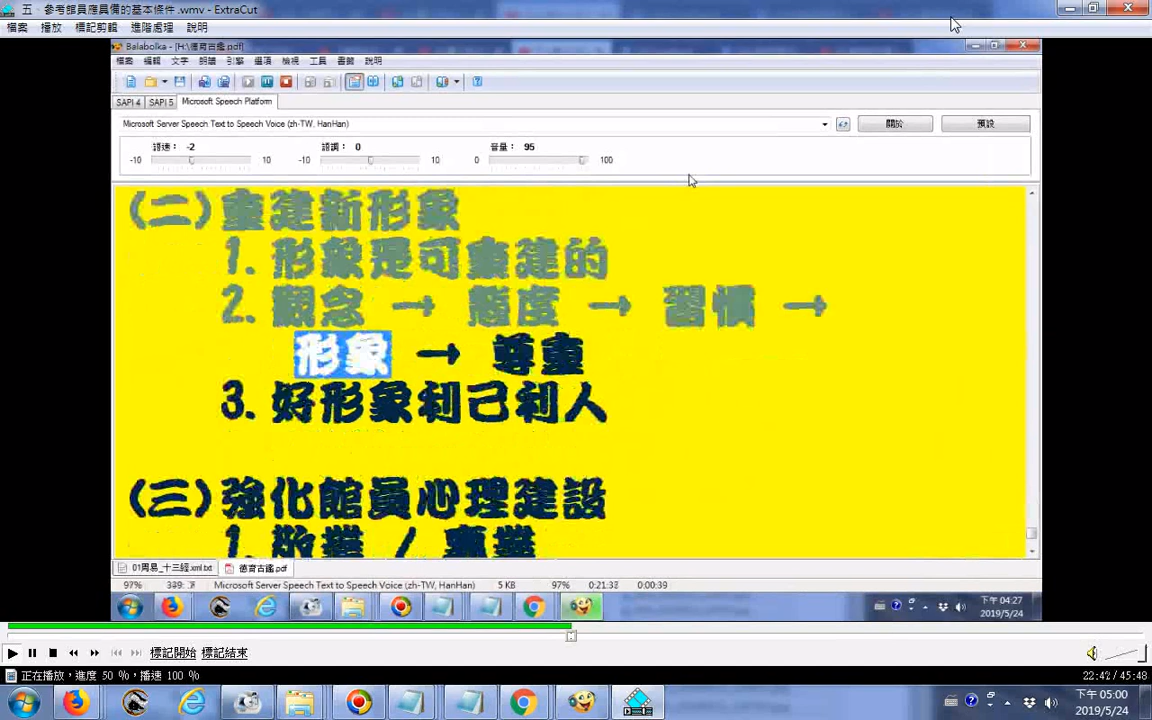 五 · 參考館員應具備的基本條件 .wmv - ExtraCut
檔案 播放 標記剪輯 進階處理 說明
Balabolka - [H:\德育古鑑.pdf]
檔案 編輯 文字 朗讀 引擎 選項 檢視 工具 書籤 說明
SAPI 4 SAPI 5 Microsoft Speech Platform
Microsoft Server Speech Text to Speech Voice (zh-TW, HanHan) 關於 預設
語速： -2 語調： 0 音量： 95
-10 10 -10 10 0 100
(二)重建新形象
1. 形象是可重建的
2. 觀念 → 態度 → 習慣 →
形象 → 尊重
3. 好形象利己利人
(三)強化館員心理建設
1. 敬業 / 專業
01周易_十三經.xml.txt 德育古鑑.pdf
97% Microsoft Server Speech Text to Speech Voice (zh-TW, HanHan) 5 KB 97% 0:00:39
下午 04:27
2019/5/24
標記開始 標記結束
正在播放，進度 50 %，播速 100 % 22:42 / 45:48
下午 05:00
2019/5/24